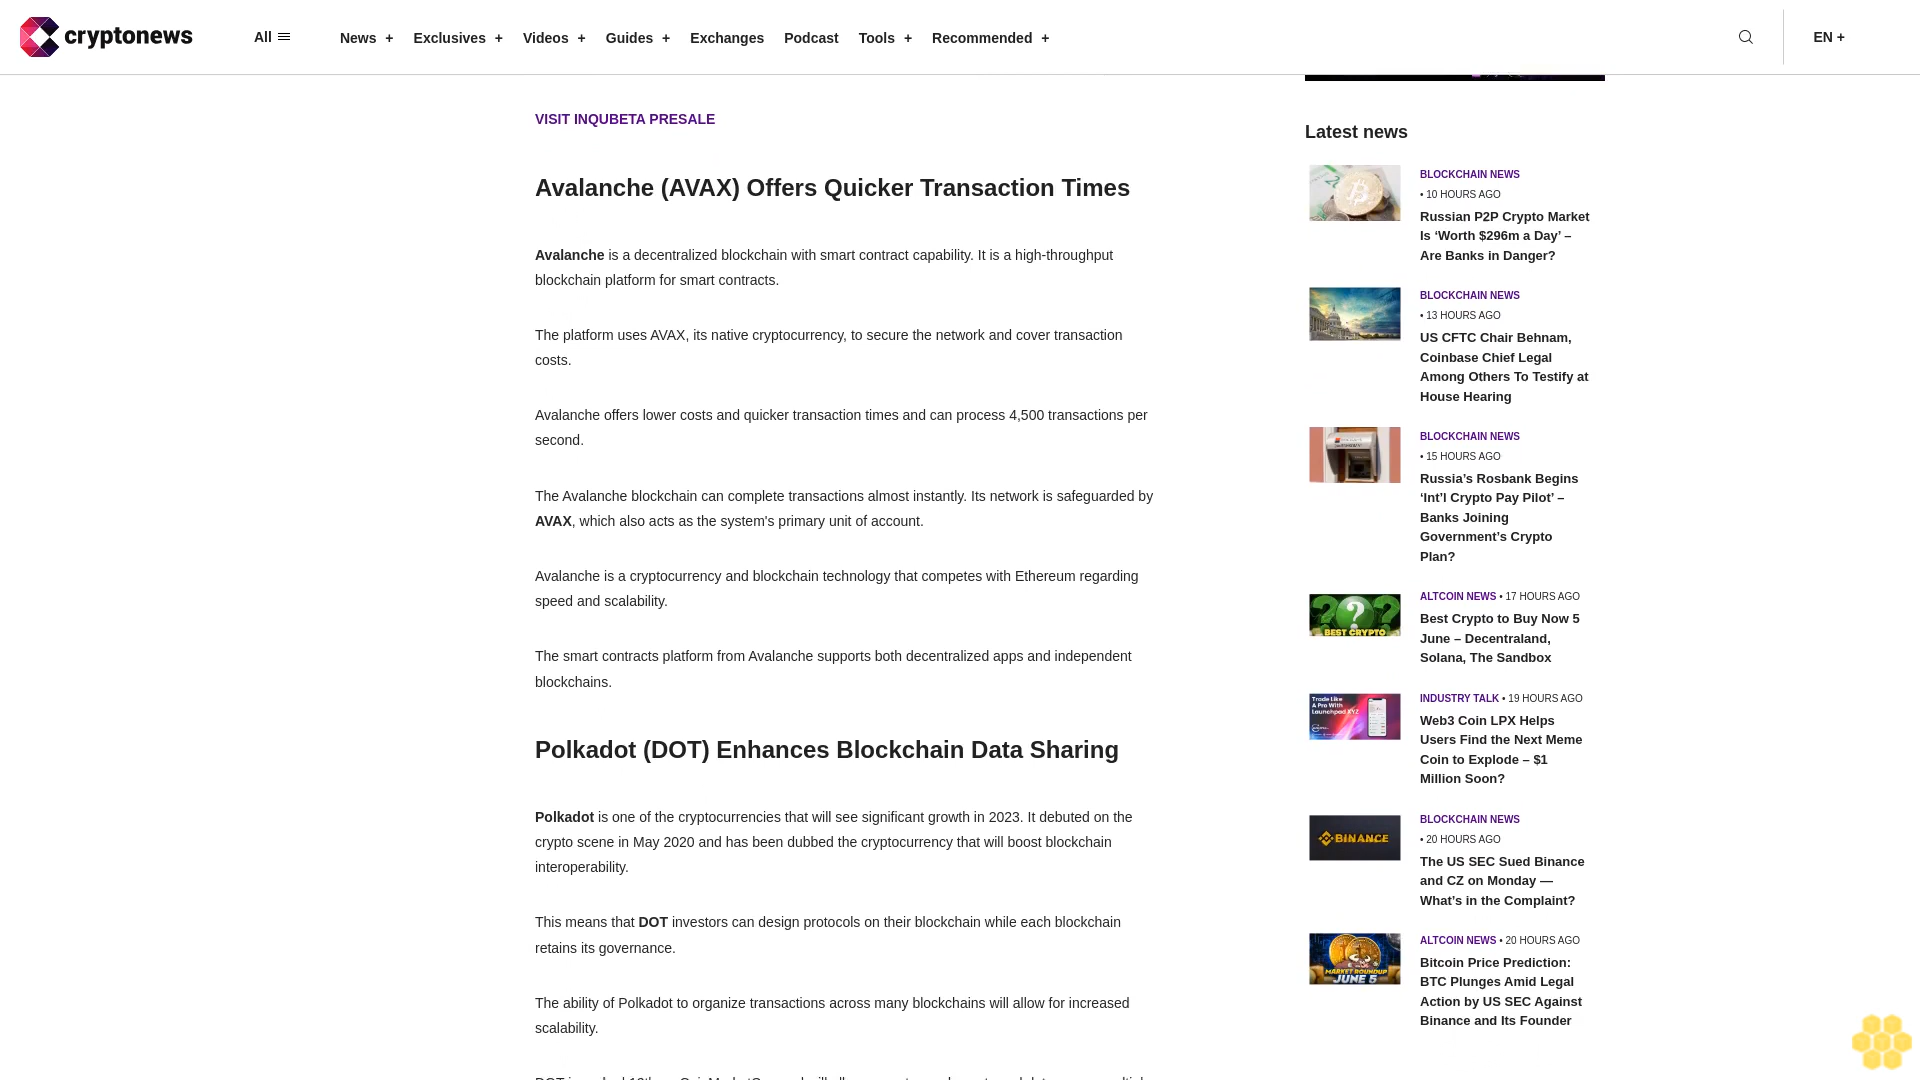 cryptonews
All
News +
Exclusives +
Videos +
Guides +
Exchanges
Podcast
Tools +
Recommended +
EN +
VISIT INQUBETA PRESALE
Avalanche (AVAX) Offers Quicker Transaction Times
Avalanche is a decentralized blockchain with smart contract capability. It is a high-throughput
blockchain platform for smart contracts.
The platform uses AVAX, its native cryptocurrency, to secure the network and cover transaction
costs.
Avalanche offers lower costs and quicker transaction times and can process 4,500 transactions per
second.
The Avalanche blockchain can complete transactions almost instantly. Its network is safeguarded by
AVAX, which also acts as the system's primary unit of account.
Avalanche is a cryptocurrency and blockchain technology that competes with Ethereum regarding
speed and scalability.
The smart contracts platform from Avalanche supports both decentralized apps and independent
blockchains.
Polkadot (DOT) Enhances Blockchain Data Sharing
Polkadot is one of the cryptocurrencies that will see significant growth in 2023. It debuted on the
crypto scene in May 2020 and has been dubbed the cryptocurrency that will boost blockchain
interoperability.
This means that DOT investors can design protocols on their blockchain while each blockchain
retains its governance.
The ability of Polkadot to organize transactions across many blockchains will allow for increased
scalability.
Latest news
BLOCKCHAIN NEWS
• 10 HOURS AGO
Russian P2P Crypto Market
Is ‘Worth $296m a Day’ –
Are Banks in Danger?
BLOCKCHAIN NEWS
• 13 HOURS AGO
US CFTC Chair Behnam,
Coinbase Chief Legal
Among Others To Testify at
House Hearing
BLOCKCHAIN NEWS
• 15 HOURS AGO
Russia’s Rosbank Begins
‘Int’l Crypto Pay Pilot’ –
Banks Joining
Government’s Crypto
Plan?
BEST CRYPTO
ALTCOIN NEWS • 17 HOURS AGO
Best Crypto to Buy Now 5
June – Decentraland,
Solana, The Sandbox
Trade Like
A Pro With
Launchpad XYZ
INDUSTRY TALK • 19 HOURS AGO
Web3 Coin LPX Helps
Users Find the Next Meme
Coin to Explode – $1
Million Soon?
BINANCE
BLOCKCHAIN NEWS
• 20 HOURS AGO
The US SEC Sued Binance
and CZ on Monday —
What’s in the Complaint?
MARKET ROUNDUP
JUNE 5
ALTCOIN NEWS • 20 HOURS AGO
Bitcoin Price Prediction:
BTC Plunges Amid Legal
Action by US SEC Against
Binance and Its Founder